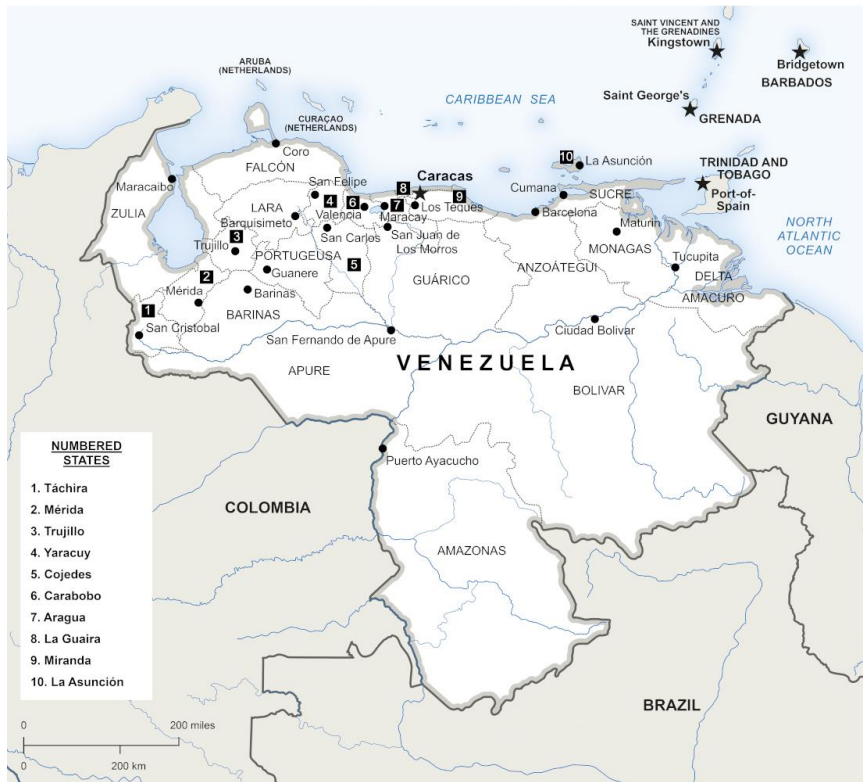 SAINT VINCENT AND
THE GRENADINES
Kingstown
Bridgetown
BARBADOS
ARUBA
(NETHERLANDS)
CURAÇAO
(NETHERLANDS)
CARIBBEAN SEA
Saint George's
GRENADA
Coro
FALCÓN
10
La Asunción
TRINIDAD AND
TOBAGO
Port-of-
Spain
Maracaibo
ZULIA
San Felipe
8
Caracas
9
Cumana
SUCRE
LARA
4
6
7
Los Teques
Valencia
Maracay
Barcelona
Barquisimeto
San Carlos
San Juan de
Los Morros
Maturin
NORTH
ATLANTIC
OCEAN
3
Trujillo
PORTUGEUSA
MONAGAS
Tucupita
2
Guanere
5
GUÁRICO
ANZOÁTEGUI
DELTA
AMACURO
Mérida
Barinas
1
BARINAS
San Cristobal
San Fernando de Apure
Ciudad Bolivar
VENEZUELA
APURE
BOLIVAR
GUYANA
NUMBERED
STATES
1. Táchira
2. Mérida
3. Trujillo
4. Yaracuy
5. Cojedes
6. Carabobo
7. Aragua
8. La Guaira
9. Miranda
10. La Asunción
Puerto Ayacucho
COLOMBIA
AMAZONAS
BRAZIL
0
200 miles
0
200 km